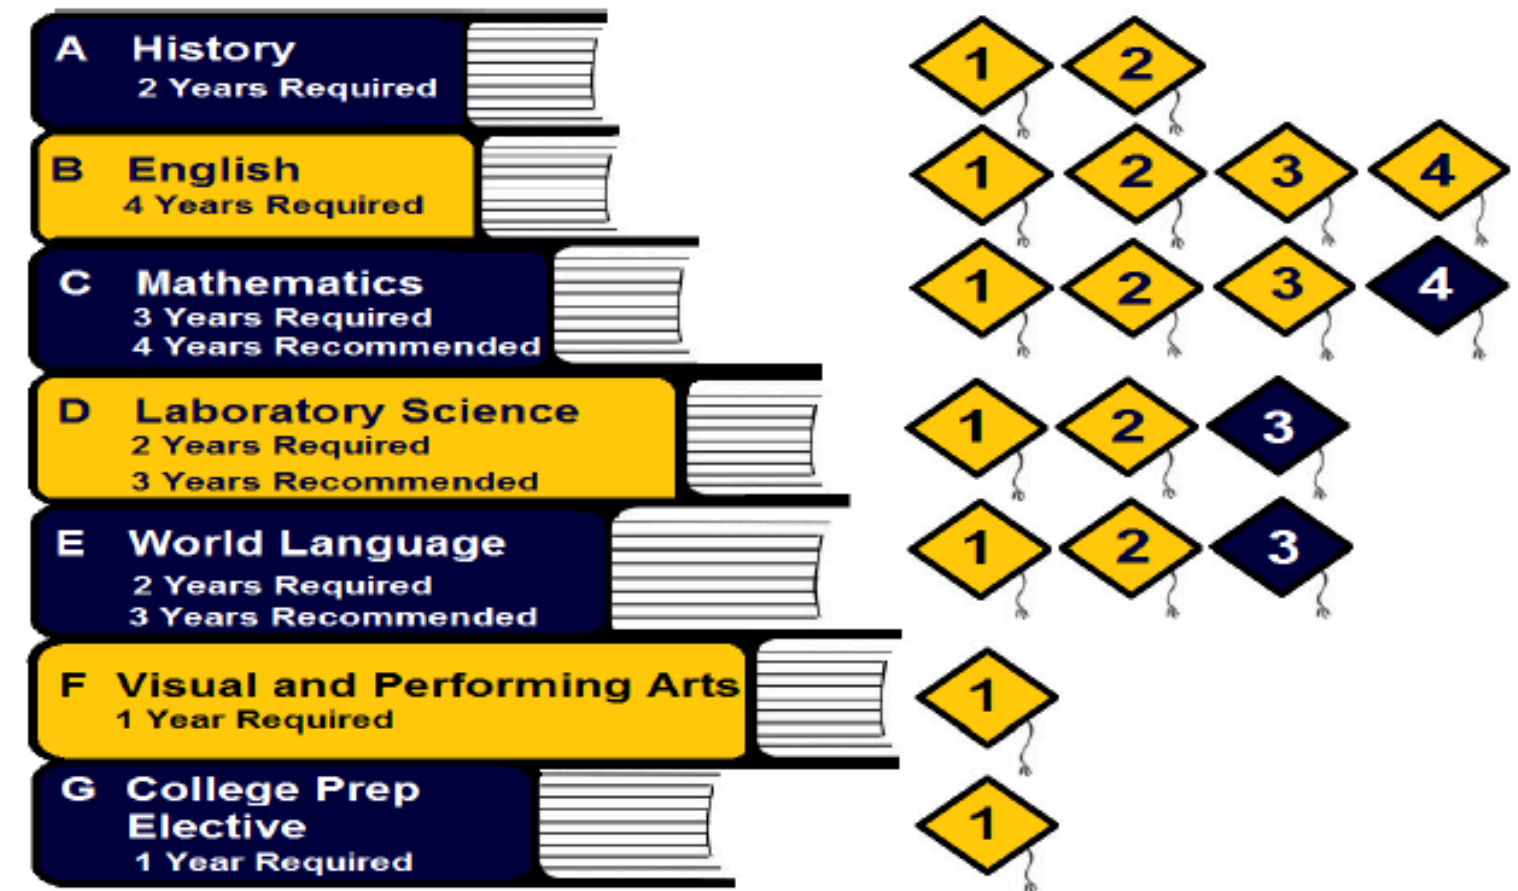 A History 1 2
2 Years Required
B English 1 2 3 4
4 Years Required
C Mathematics 1 2 3 4
3 Years Required
4 Years Recommended
D Laboratory Science 1 2 3
2 Years Required
3 Years Recommended
E World Language 1 2 3
2 Years Required
3 Years Recommended
F Visual and Performing Arts 1
1 Year Required
G College Prep
Elective 1
1 Year Required